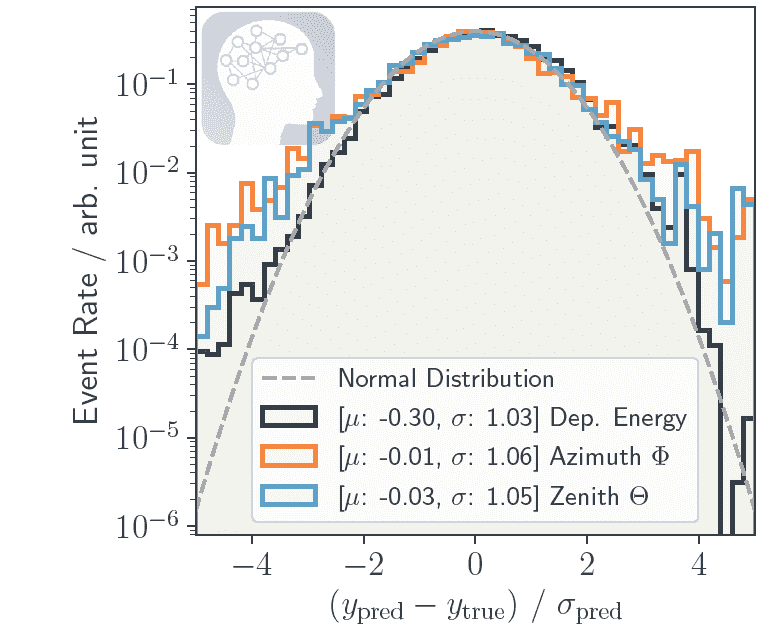 Event Rate / arb. unit
10⁻¹
10⁻²
10⁻³
10⁻⁴
10⁻⁵
10⁻⁶
Normal Distribution
[μ: -0.30, σ: 1.03] Dep. Energy
[μ: -0.01, σ: 1.06] Azimuth Φ
[μ: -0.03, σ: 1.05] Zenith Θ
−4 −2 0 2 4
(y_pred − y_true) / σ_pred